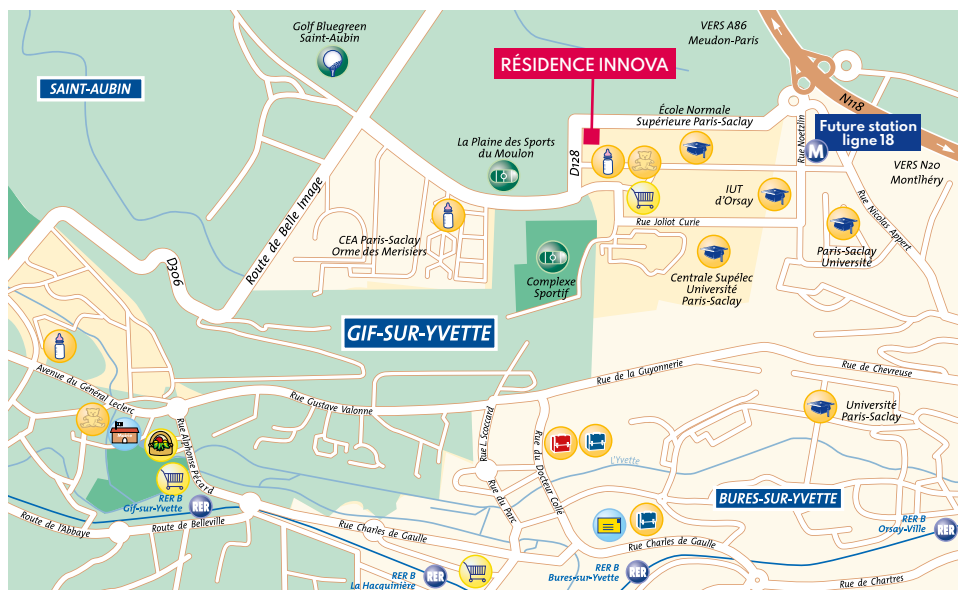 Golf Bluegreen
Saint-Aubin
VERS A86
Meudon-Paris
SAINT-AUBIN
RÉSIDENCE INNOVA
N118
École Normale
Supérieure Paris-Saclay
Rue Noetzlin
Future station
ligne 18
M
La Plaine des Sports
du Moulon
D128
VERS N20
Montlhéry
IUT
d'Orsay
Rue Nicolas Appert
Route de Belle Image
Rue Joliot Curie
CEA Paris-Saclay
Orme des Merisiers
Paris-Saclay
Université
D306
Complexe
Sportif
Centrale Supélec
Université
Paris-Saclay
GIF-SUR-YVETTE
Avenue du Général Leclerc
Rue de la Guyonnerie
Rue de Chevreuse
Rue Gustave Valonne
Université
Paris-Saclay
Rue Alphonse Pécard
Rue L Scoccard
Rue du Docteur Collé
L'Yvette
RER B
Gif-sur-Yvette
RER
Rue du Parc
BURES-SUR-YVETTE
Route de l'Abbaye
Route de Belleville
Rue Charles de Gaulle
Rue Charles de Gaulle
RER B
Orsay-Ville
RER
RER B
La Hacquinière
RER
RER B
Bures-sur-Yvette
RER
Rue de Chartres